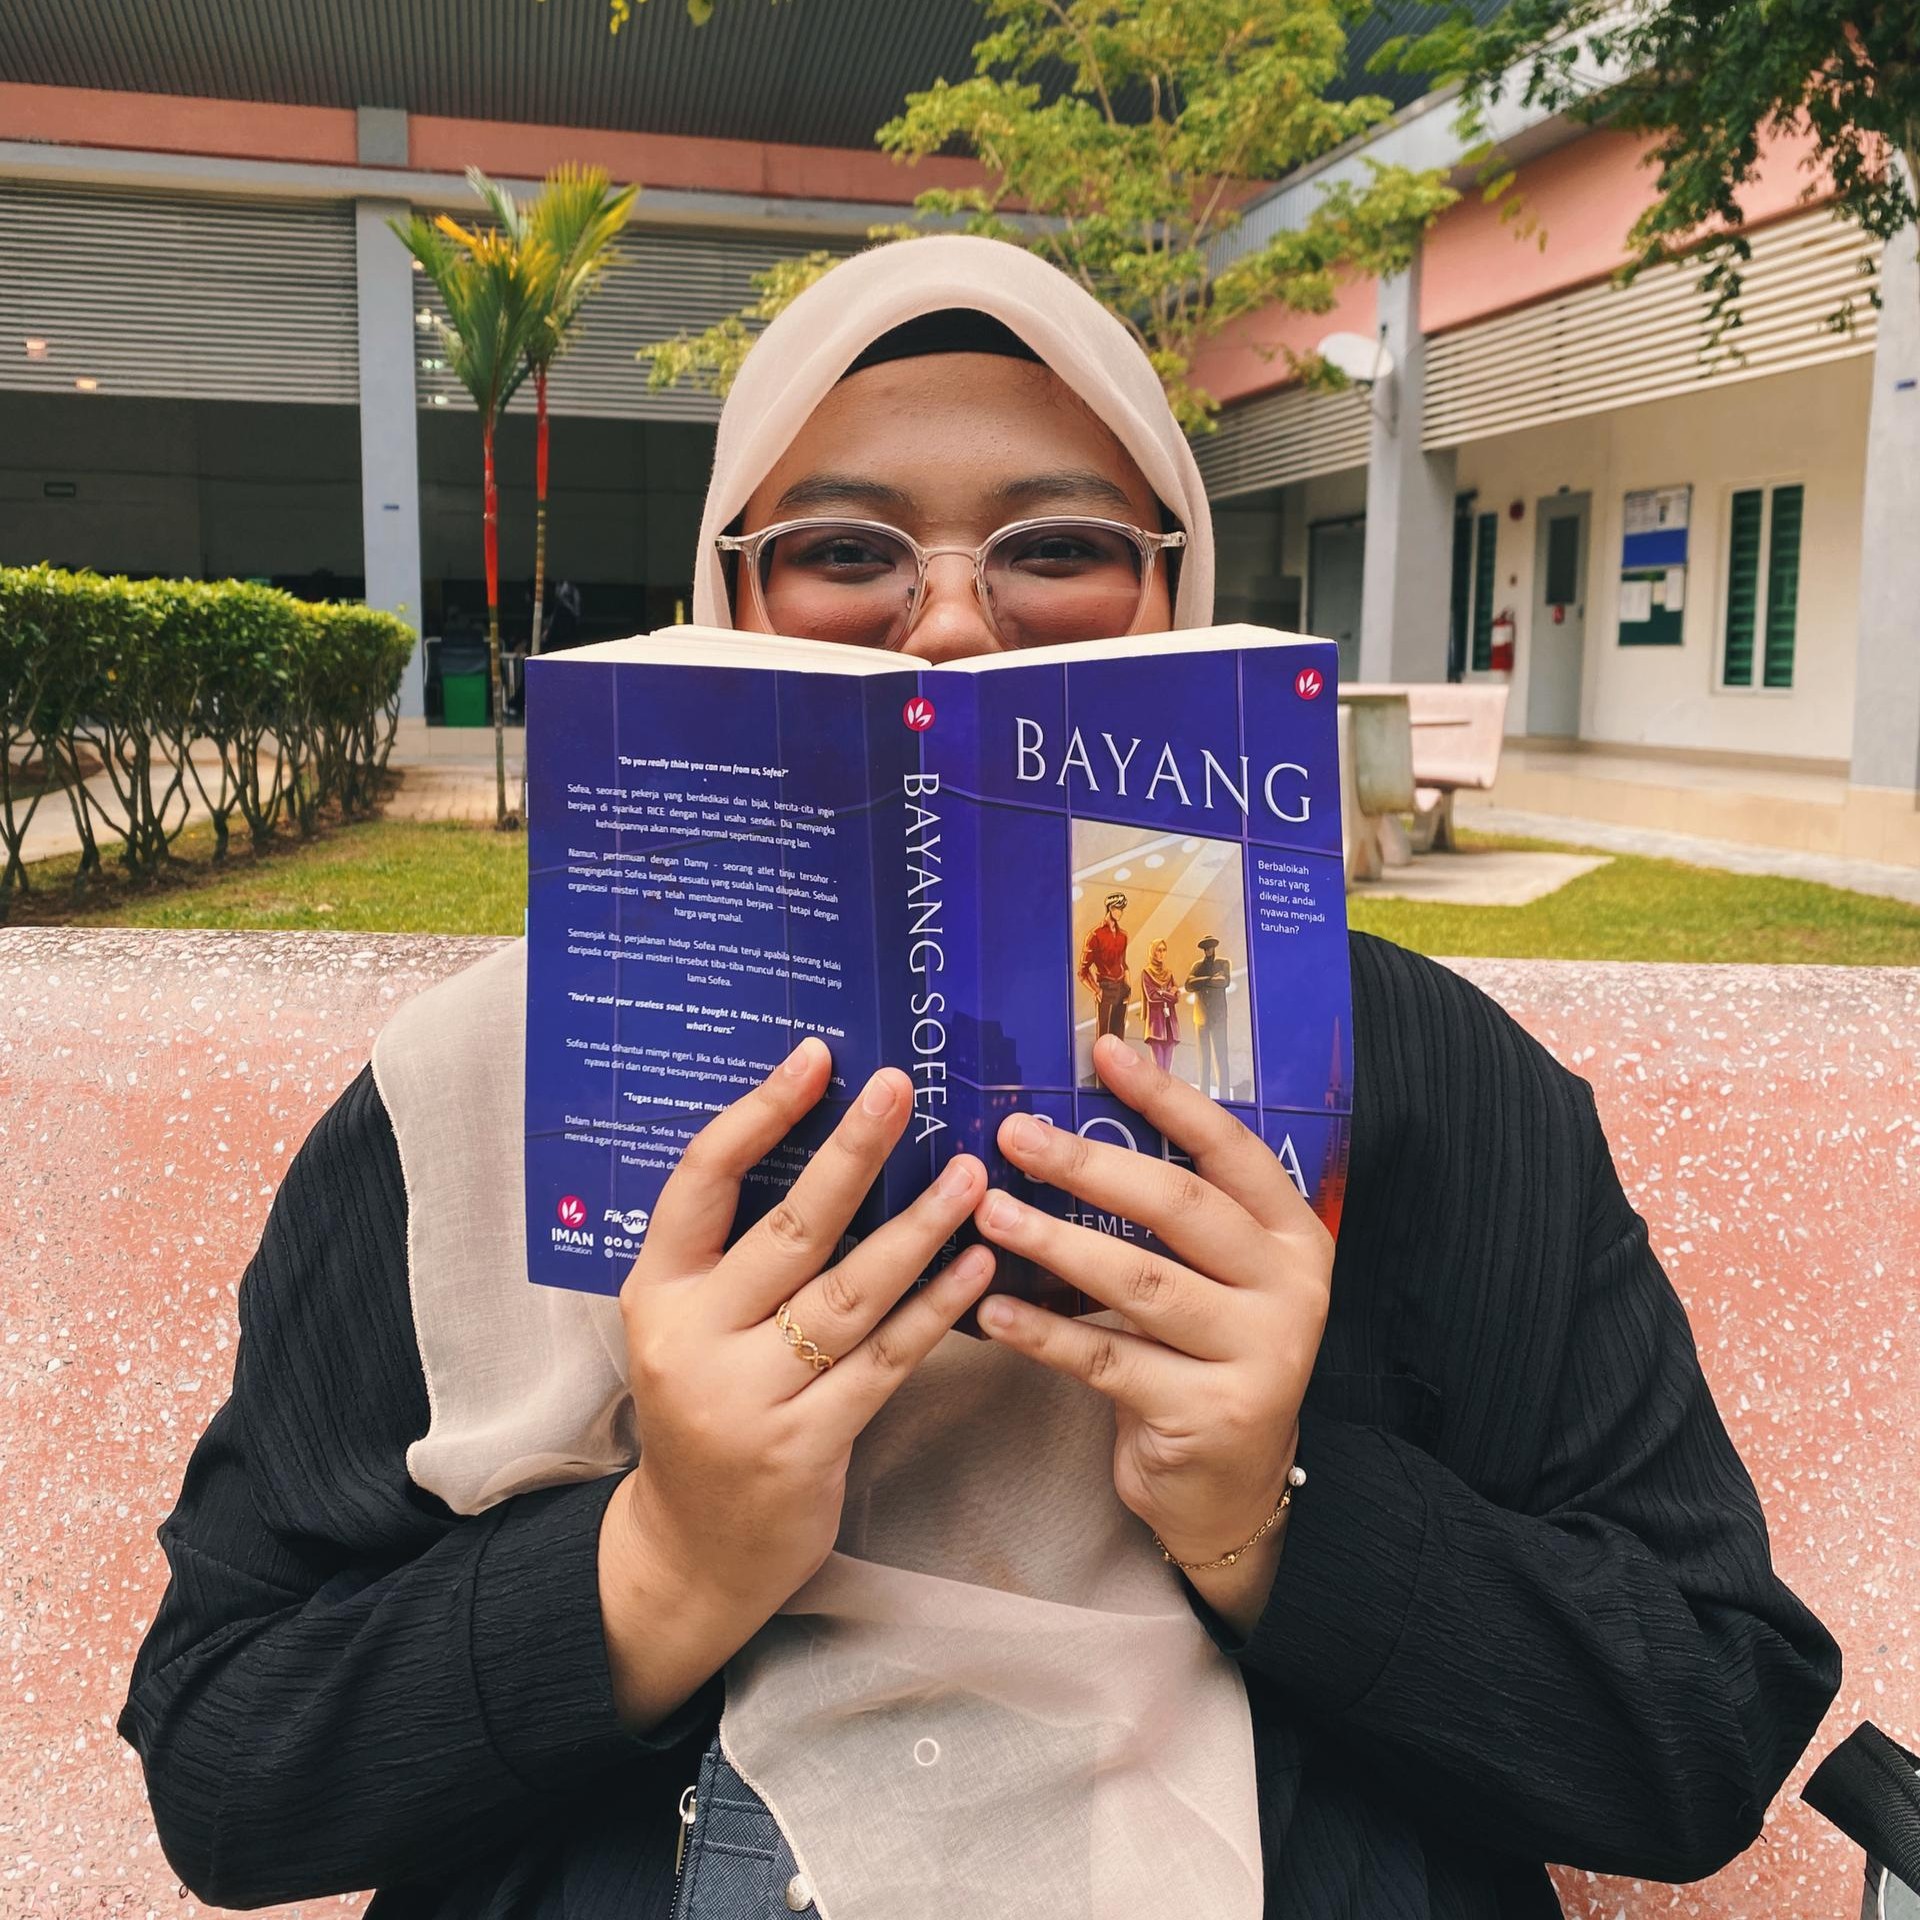 "Do you really think you can run from us, Sofea?"
Sofea, seorang pekerja yang berdedikasi dan bijak, bercita-cita ingin
berjaya di syarikat RICE dengan hasil usaha sendiri. Dia menyangka
kehidupannya akan menjadi normal sepertimana orang lain.
Namun, pertemuan dengan Danny - seorang atlet tinju tersohor -
mengingatkan Sofea kepada sesuatu yang sudah lama dilupakan. Sebuah
organisasi misteri yang telah membantunya berjaya — tetapi dengan
harga yang mahal.
Semenjak itu, perjalanan hidup Sofea mula teruji apabila seorang lelaki
daripada organisasi misteri tersebut tiba-tiba muncul dan menuntut janji
lama Sofea.
"You've sold your useless soul. We bought it. Now, it's time for us to claim
what's ours."
Sofea mula dihantui mimpi ngeri. Jika dia tidak
nyawa diri dan orang kesayangannya akan
"Tugas anda sangat
Dalam keterdesakan, Sofea
mereka agar orang
Mampukah
yang tepat?
IMAN
publication
BAYANG SOFEA
BAYANG
Berbaloikah
hasrat yang
dikejar, andai
nyawa menjadi
taruhan?
TEME